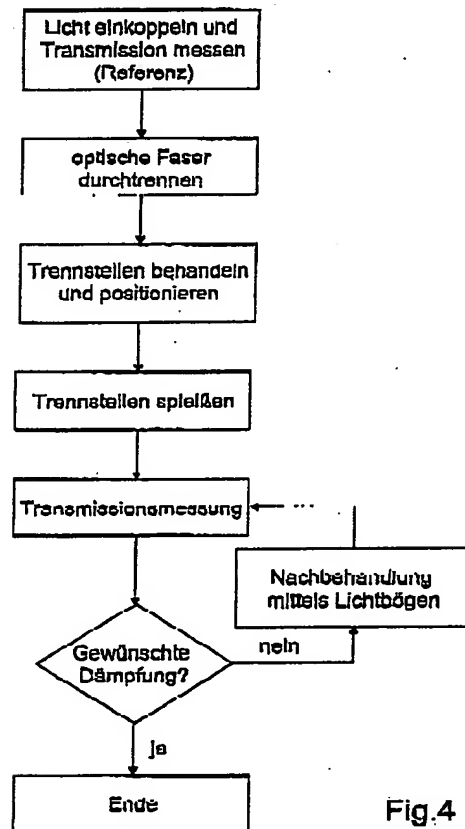 Licht einkoppeln und
Transmission messen
(Referenz)
optische Faser
durchtrennen
Trennstellen behandeln
und positionieren
Trennstellen spleißen
Transmissionsmessung
Nachbehandlung
mittels Lichtbögen
Gewünschte
Dämpfung?
nein
ja
Ende
Fig.4